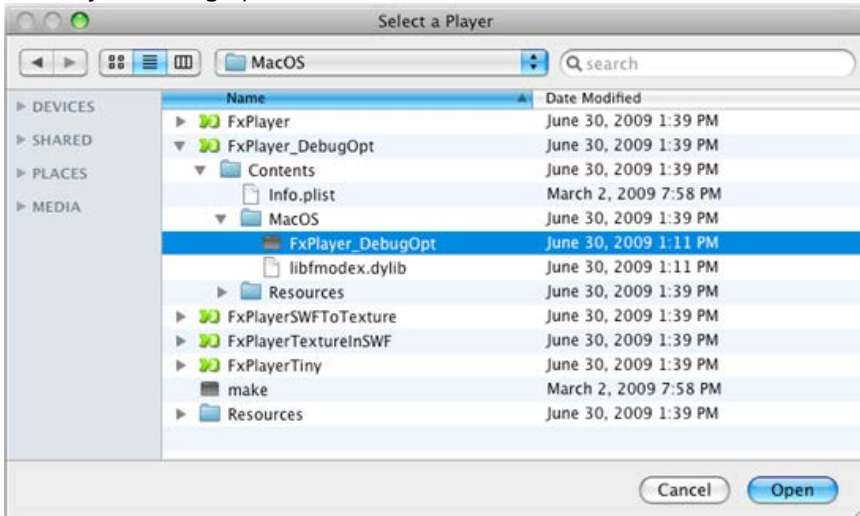 Select a Player
MacOS
search
DEVICES
SHARED
PLACES
MEDIA
Name Date Modified
FxPlayer June 30, 2009 1:39 PM
FxPlayer_DebugOpt June 30, 2009 1:39 PM
Contents June 30, 2009 1:39 PM
Info.plist March 2, 2009 7:58 PM
MacOS June 30, 2009 1:39 PM
FxPlayer_DebugOpt June 30, 2009 1:11 PM
libfmodex.dylib June 30, 2009 1:11 PM
Resources June 30, 2009 1:39 PM
FxPlayerSWFToTexture June 30, 2009 1:39 PM
FxPlayerTextureInSWF June 30, 2009 1:39 PM
FxPlayerTiny June 30, 2009 1:39 PM
make March 2, 2009 7:58 PM
Resources June 30, 2009 1:39 PM
Cancel Open